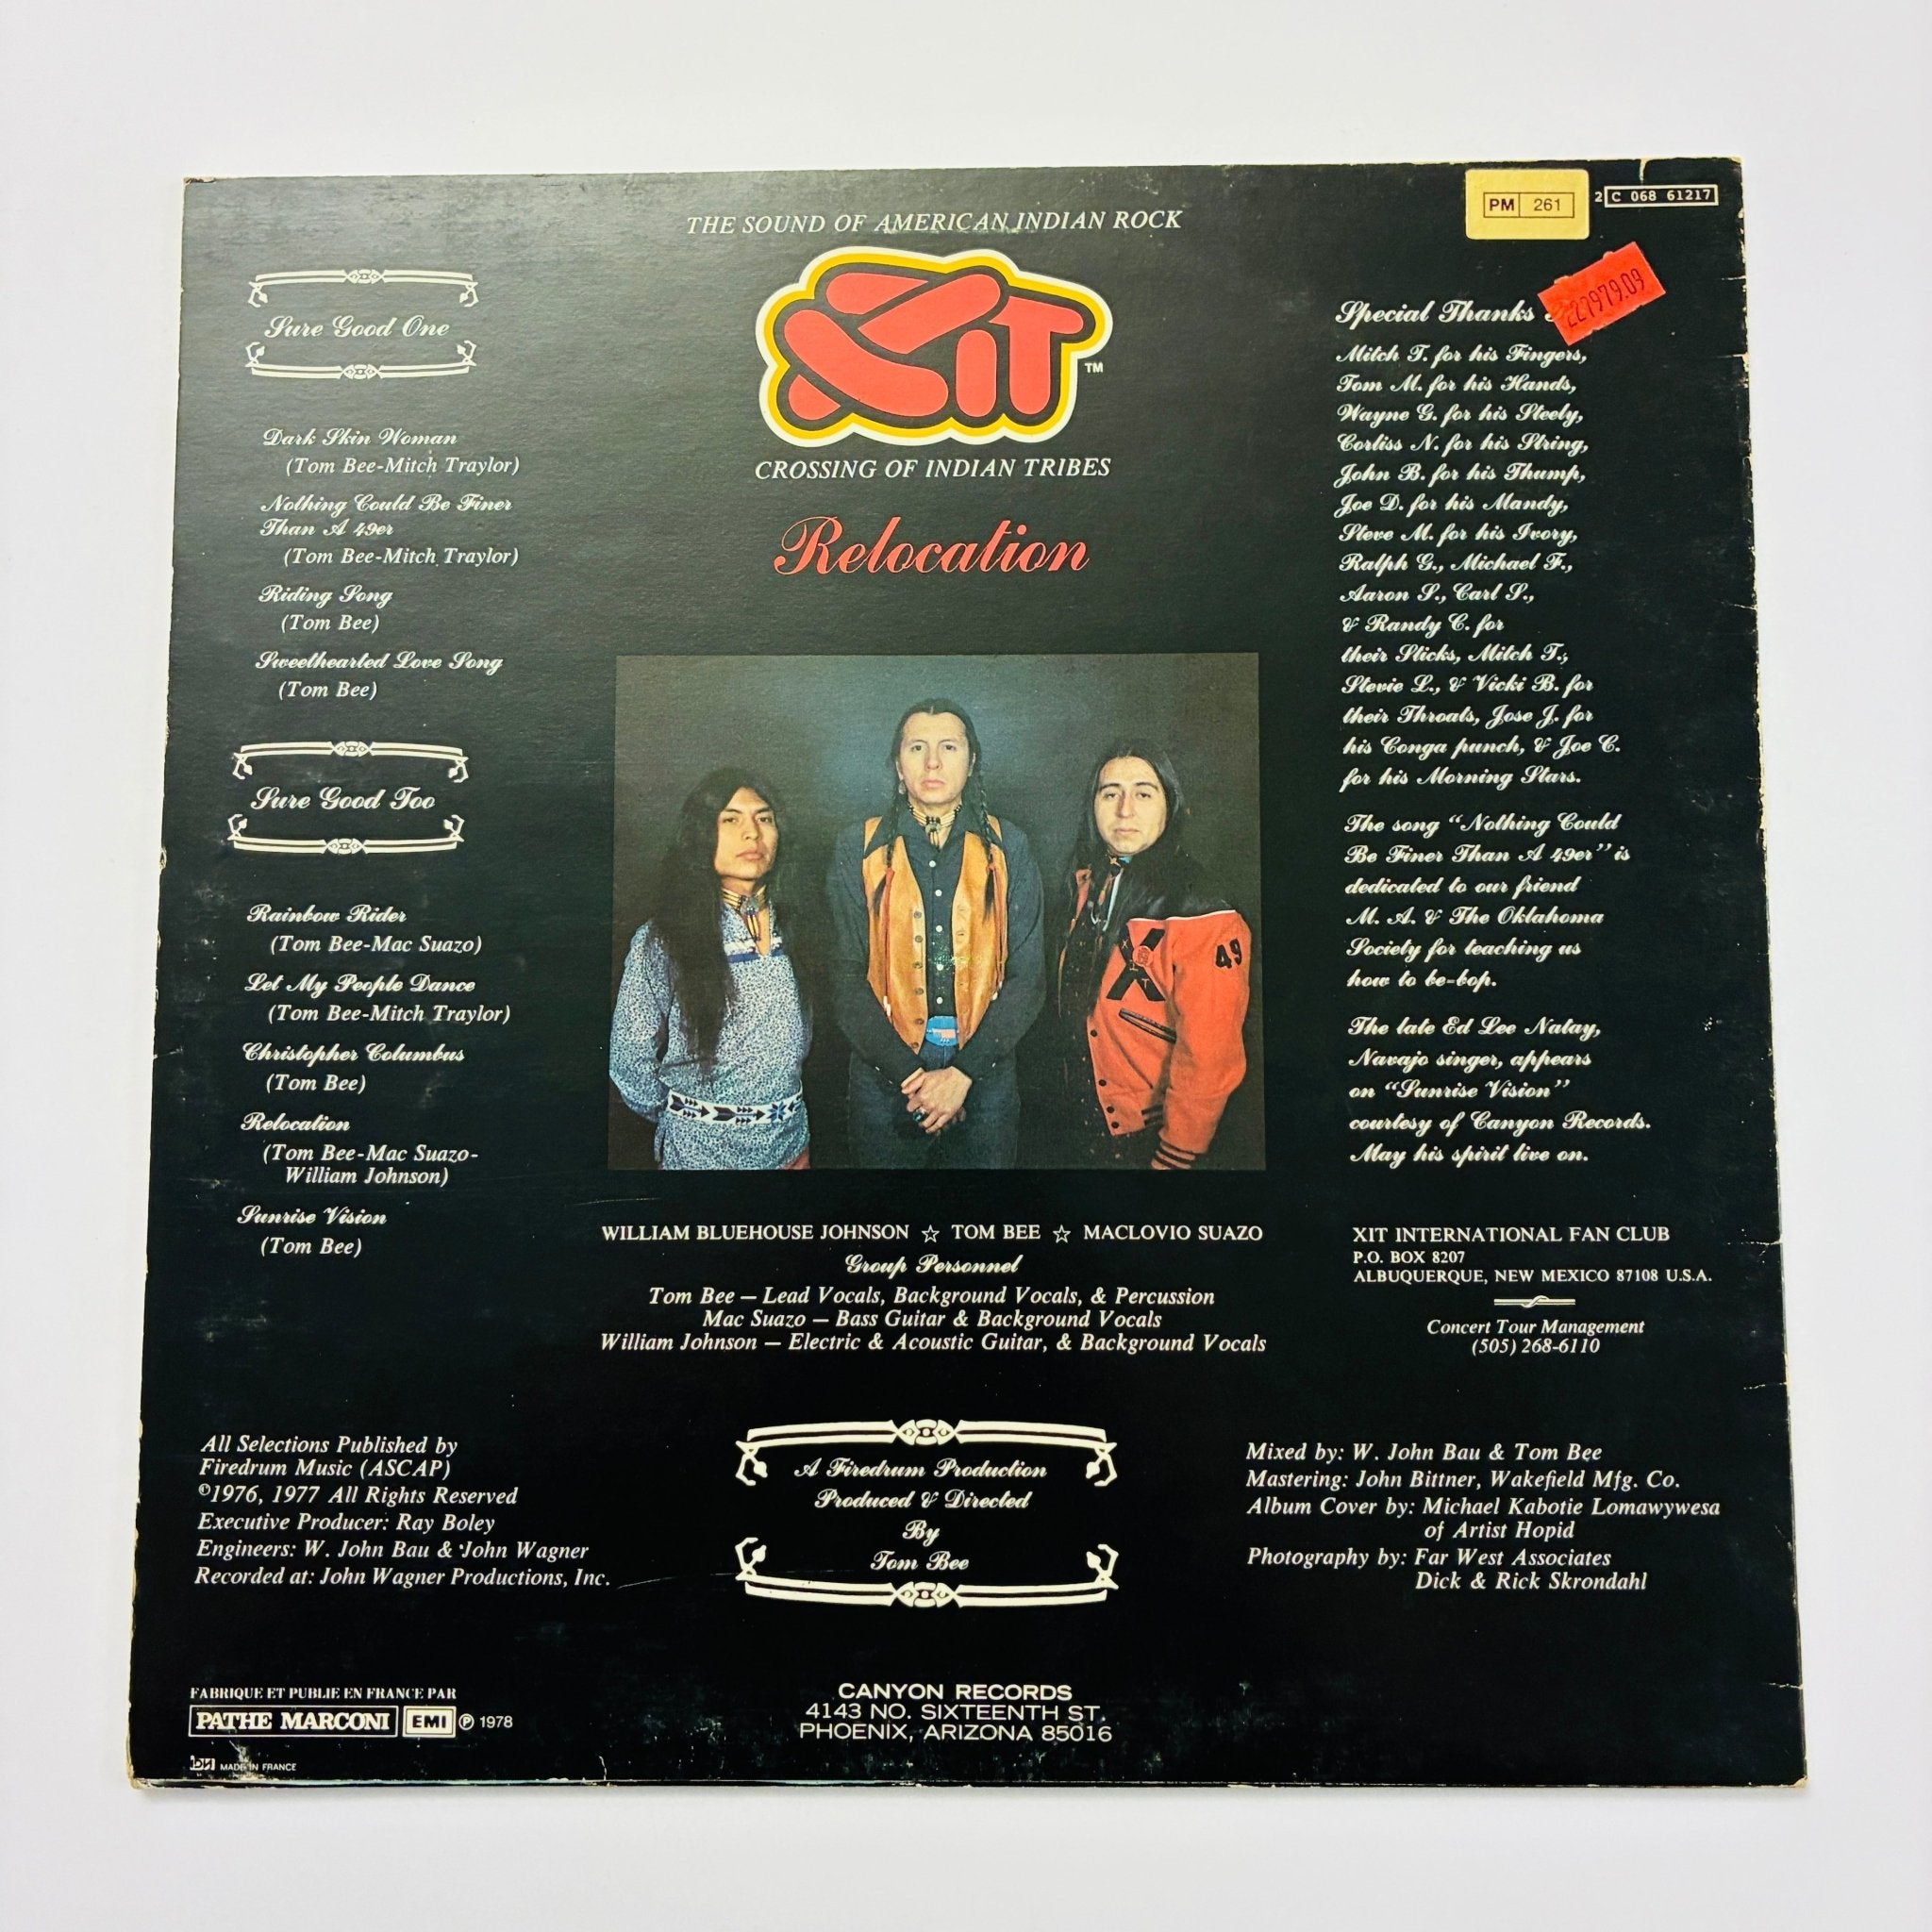 THE SOUND OF AMERICAN INDIAN ROCK
XIT
TM
CROSSING OF INDIAN TRIBES
Relocation
PM 261
2 C 068 61217
227979.09
Sure Good One
Dark Skin Woman
(Tom Bee-Mitch Traylor)
Nothing Could Be Finer
Than A 49er
(Tom Bee-Mitch Traylor)
Riding Song
(Tom Bee)
Sweethearted Love Song
(Tom Bee)
Sure Good Too
Rainbow Rider
(Tom Bee-Mac Suazo)
Let My People Dance
(Tom Bee-Mitch Traylor)
Christopher Columbus
(Tom Bee)
Relocation
(Tom Bee-Mac Suazo-
William Johnson)
Sunrise Vision
(Tom Bee)
X
XIT
49
Special Thanks
Mitch T. for his Fingers,
Tom M. for his Hands,
Wayne G. for his Steely,
Corliss N. for his String,
John B. for his Thump,
Joe D. for his Mandy,
Steve M. for his Ivory,
Ralph G., Michael F.,
Aaron S., Carl S.,
& Randy C. for
their Sticks, Mitch T.,
Stevie L., & Vicki B. for
their Throats, Jose J. for
his Conga punch, & Joe C.
for his Morning Stars.
The song "Nothing Could
Be Finer Than A 49er" is
dedicated to our friend
M. A. & The Oklahoma
Society for teaching us
how to be-bop.
The late Ed Lee Natay,
Navajo singer, appears
on "Sunrise Vision"
courtesy of Canyon Records.
May his spirit live on.
WILLIAM BLUEHOUSE JOHNSON ☆ TOM BEE ☆ MACLOVIO SUAZO
Group Personnel
Tom Bee — Lead Vocals, Background Vocals, & Percussion
Mac Suazo — Bass Guitar & Background Vocals
William Johnson — Electric & Acoustic Guitar, & Background Vocals
XIT INTERNATIONAL FAN CLUB
P.O. BOX 8207
ALBUQUERQUE, NEW MEXICO 87108 U.S.A.
Concert Tour Management
(505) 268-6110
All Selections Published by
Firedrum Music (ASCAP)
©1976, 1977 All Rights Reserved
Executive Producer: Ray Boley
Engineers: W. John Bau & John Wagner
Recorded at: John Wagner Productions, Inc.
A Firedrum Production
Produced & Directed
By
Tom Bee
Mixed by: W. John Bau & Tom Bee
Mastering: John Bittner, Wakefield Mfg. Co.
Album Cover by: Michael Kabotie Lomawywesa
of Artist Hopid
Photography by: Far West Associates
Dick & Rick Skrondahl
FABRIQUE ET PUBLIE EN FRANCE PAR
PATHE MARCONI EMI ℗ 1978
MADE IN FRANCE
CANYON RECORDS
4143 NO. SIXTEENTH ST.
PHOENIX, ARIZONA 85016